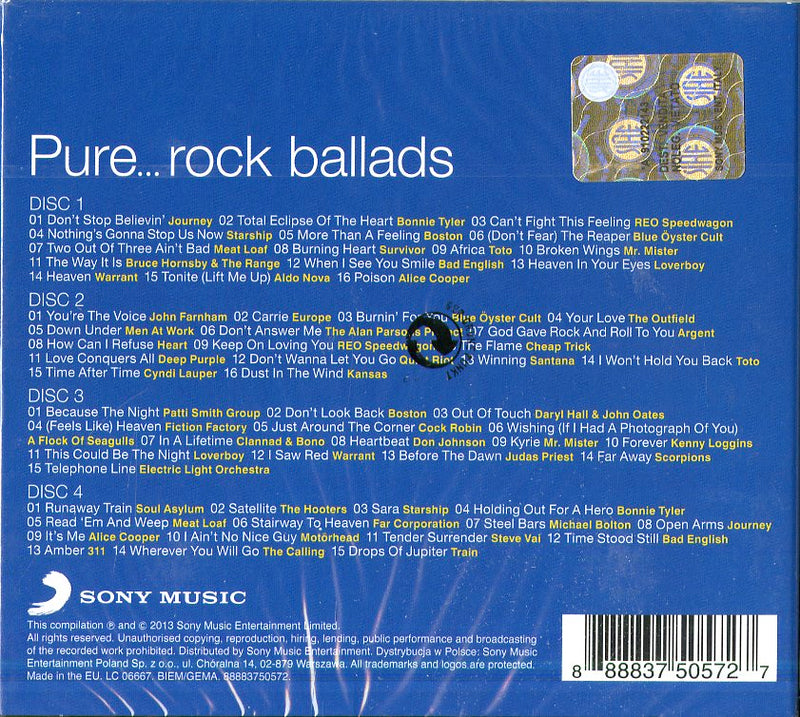 Pure... rock ballads
DISC 1
01 Don't Stop Believin' Journey 02 Total Eclipse Of The Heart Bonnie Tyler 03 Can't Fight This Feeling REO Speedwagon
04 Nothing's Gonna Stop Us Now Starship 05 More Than A Feeling Boston 06 (Don't Fear) The Reaper Blue Öyster Cult
07 Two Out Of Three Ain't Bad Meat Loaf 08 Burning Heart Survivor 09 Africa Toto 10 Broken Wings Mr. Mister
11 The Way It Is Bruce Hornsby & The Range 12 When I See You Smile Bad English 13 Heaven In Your Eyes Loverboy
14 Heaven Warrant 15 Tonite (Lift Me Up) Aldo Nova 16 Poison Alice Cooper
DISC 2
01 You're The Voice John Farnham 02 Carrie Europe 03 Burnin' For You Blue Öyster Cult 04 Your Love The Outfield
05 Down Under Men At Work 06 Don't Answer Me The Alan Parsons Project 07 God Gave Rock And Roll To You Argent
08 How Can I Refuse Heart 09 Keep On Loving You REO Speedwagon The Flame Cheap Trick
11 Love Conquers All Deep Purple 12 Don't Wanna Let You Go Quiet Riot 13 Winning Santana 14 I Won't Hold You Back Toto
15 Time After Time Cyndi Lauper 16 Dust In The Wind Kansas
DISC 3
01 Because The Night Patti Smith Group 02 Don't Look Back Boston 03 Out Of Touch Daryl Hall & John Oates
04 (Feels Like) Heaven Fiction Factory 05 Just Around The Corner Cock Robin 06 Wishing (If I Had A Photograph Of You)
A Flock Of Seagulls 07 In A Lifetime Clannad & Bono 08 Heartbeat Don Johnson 09 Kyrie Mr. Mister 10 Forever Kenny Loggins
11 This Could Be The Night Loverboy 12 I Saw Red Warrant 13 Before The Dawn Judas Priest 14 Far Away Scorpions
15 Telephone Line Electric Light Orchestra
DISC 4
01 Runaway Train Soul Asylum 02 Satellite The Hooters 03 Sara Starship 04 Holding Out For A Hero Bonnie Tyler
05 Read 'Em And Weep Meat Loaf 06 Stairway To Heaven Far Corporation 07 Steel Bars Michael Bolton 08 Open Arms Journey
09 It's Me Alice Cooper 10 I Ain't No Nice Guy Motörhead 11 Tender Surrender Steve Vai 12 Time Stood Still Bad English
13 Amber 311 14 Wherever You Will Go The Calling 15 Drops Of Jupiter Train
SONY MUSIC
This compilation ℗ and © 2013 Sony Music Entertainment Limited.
All rights reserved. Unauthorised copying, reproduction, hiring, lending, public performance and broadcasting
of the recorded work prohibited. Distributed by Sony Music Entertainment. Dystrybucja w Polsce: Sony Music
Entertainment Poland Sp. z o.o., ul. Chóralna 14, 02-879 Warszawa. All trademarks and logos are protected.
Made in the EU. LC 06667. BIEM/GEMA. 88883750572.
8 88837 50572 7
SIAE